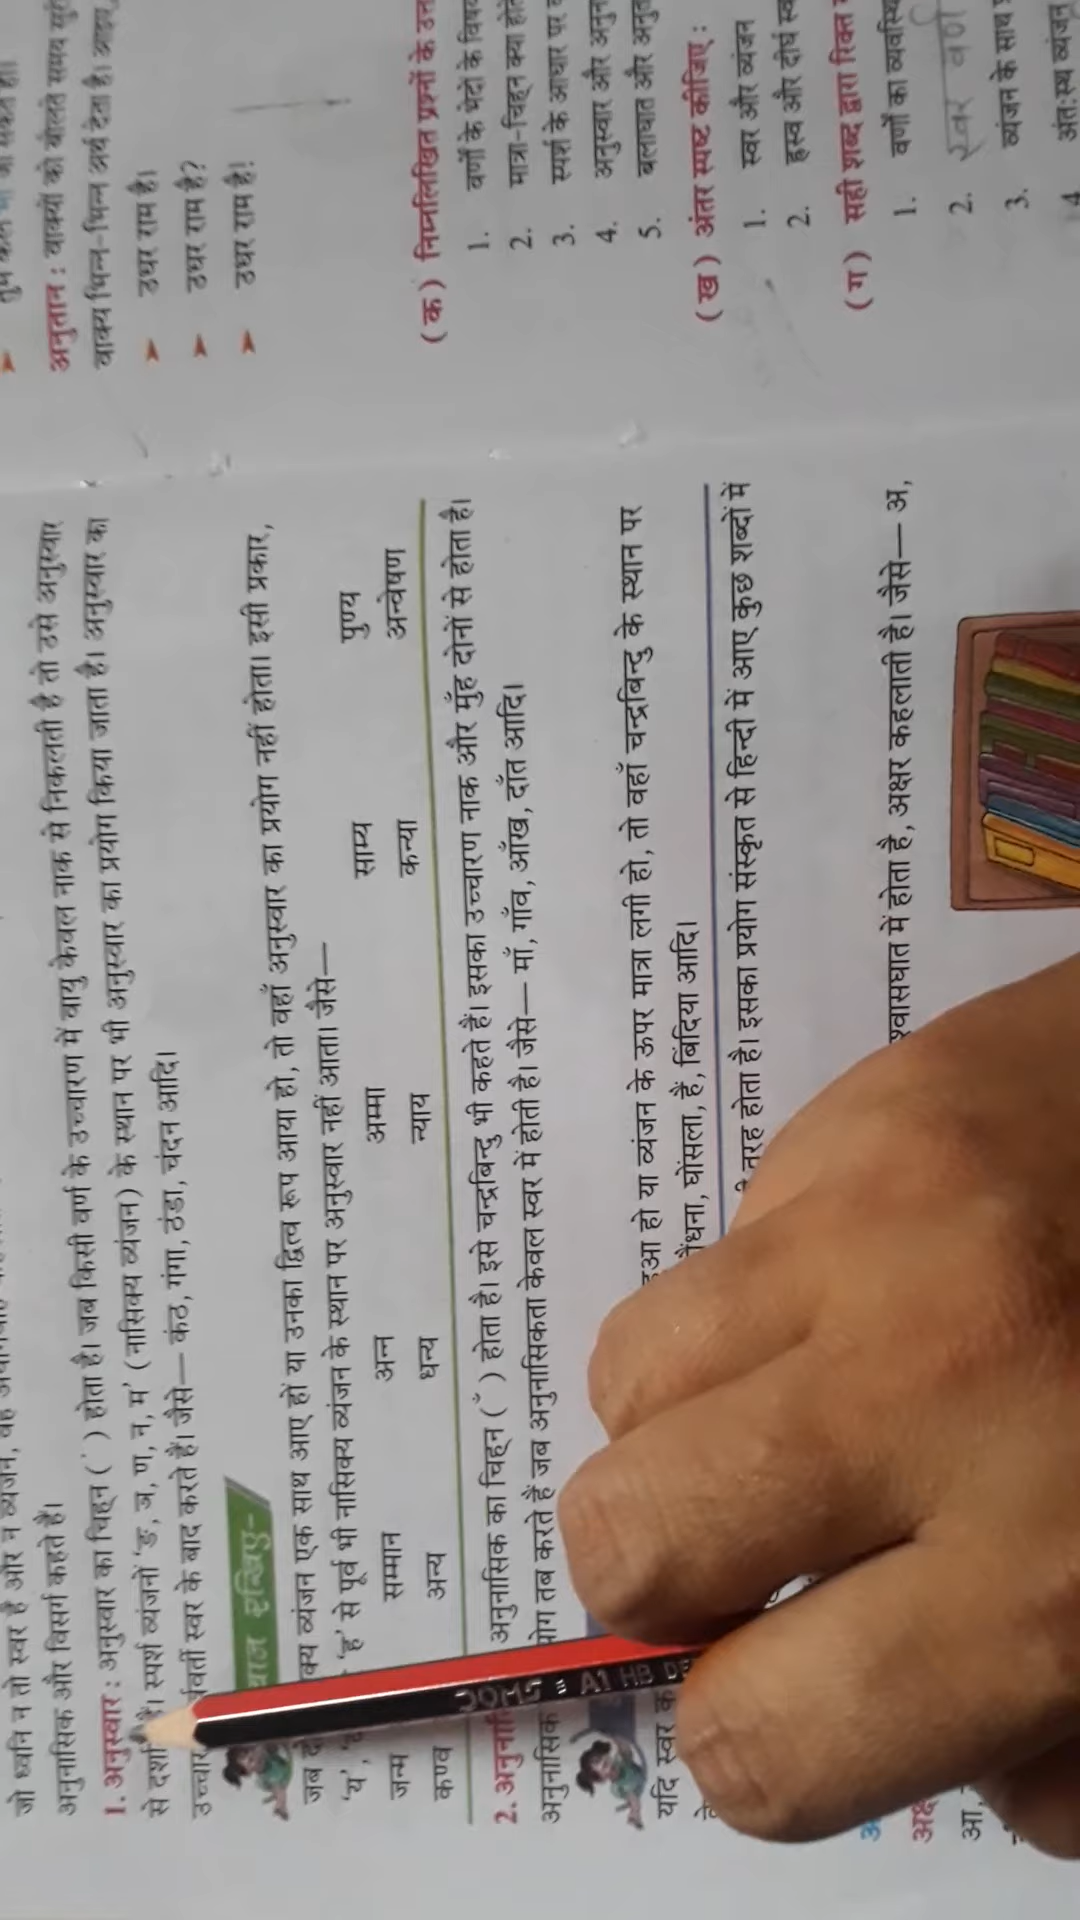 जो ध्वनि न तो स्वर है और न व्यंजन, वह
अनुनासिक और विसर्ग कहते हैं।
1. अनुस्वार : अनुस्वार का चिह्न ( ं ) होता है। जब किसी वर्ण के उच्चारण में वायु केवल नाक से निकलती है तो उसे अनुस्वार
से दर्शा है। स्पर्श व्यंजनों 'ङ, ञ, ण, न, म' (नासिक्य व्यंजन) के स्थान पर भी अनुस्वार का प्रयोग किया जाता है। अनुस्वार का
उच्चा र्ववर्ती स्वर के बाद करते हैं। जैसे— कंठ, गंगा, ठंडा, चंदन आदि।
जब दो क्य व्यंजन एक साथ आए हों या उनका द्वित्व रूप आया हो, तो वहाँ अनुस्वार का प्रयोग नहीं होता। इसी प्रकार,
'य', 'ह' से पूर्व भी नासिक्य व्यंजन के स्थान पर अनुस्वार नहीं आता। जैसे—
जन्म सम्मान अन्न अम्मा साम्य पुण्य
कण्व अन्य धन्य न्याय कन्या अन्वेषण
2. अनुना अनुनासिक का चिह्न ( ँ ) होता है। इसे चन्द्रबिन्दु भी कहते हैं। इसका उच्चारण नाक और मुँह दोनों से होता है।
अनुनासिक योग तब करते हैं जब अनुनासिकता केवल स्वर में होती है। जैसे— माँ, गाँव, आँख, दाँत आदि।
यदि स्वर क हुआ हो या व्यंजन के ऊपर मात्रा लगी हो, तो वहाँ चन्द्रबिन्दु के स्थान पर
घोंसला, हैं, बिंदिया आदि।
तरह होता है। इसका प्रयोग संस्कृत से हिन्दी में आए कुछ शब्दों में
श्वासघात में होता है, अक्षर कहलाती है। जैसे— अ,
आ,
अनुतान : वाक्यों को बोलते समय
वाक्य भिन्न-भिन्न अर्थ देता है।
➤ उधर राम है।
➤ उधर राम है?
➤ उधर राम है!
(क) निम्नलिखित प्रश्नों के उत्त
1. वर्णों के भेदों के विषय
2. मात्रा-चिह्न क्या होते
3. स्पर्श के आधार पर
4. अनुस्वार और अनुन
5. बलाघात और अनुत
(ख) अंतर स्पष्ट कीजिए :
1. स्वर और व्यंजन
2. ह्रस्व और दीर्घ स्व
(ग) सही शब्द द्वारा रिक्त
1. वर्णों का व्यवस्थि
2. स्वर वर्ण
3. व्यंजन के साथ
4 अंतःस्थ व्यंजन
DOMS A1 HB DE